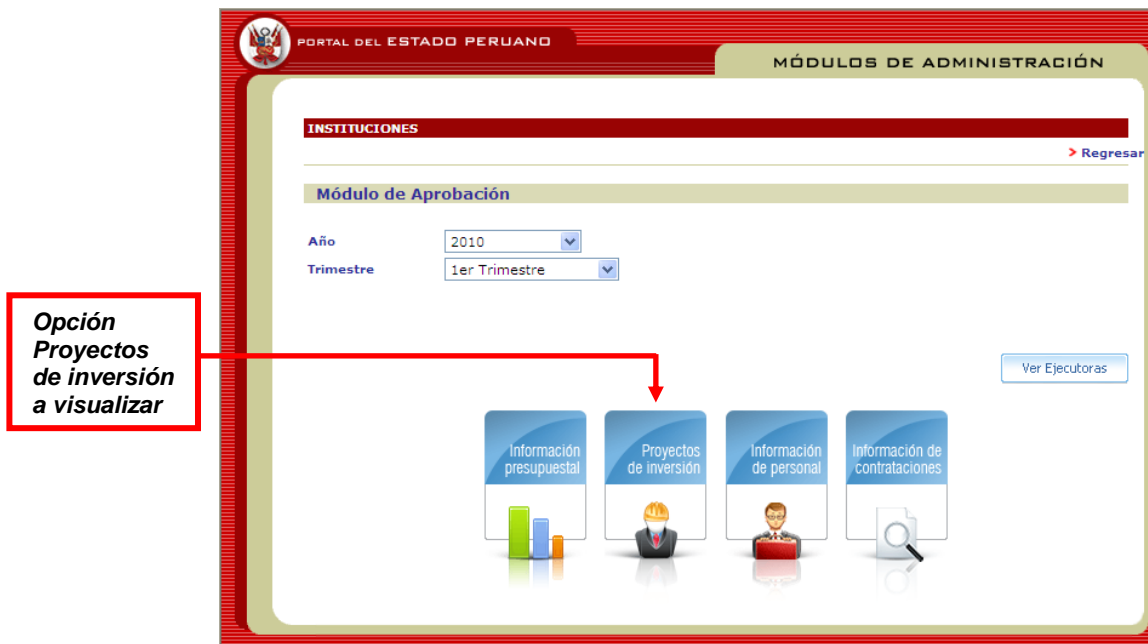 PORTAL DEL ESTADO PERUANO
MÓDULOS DE ADMINISTRACIÓN
INSTITUCIONES
> Regresar
Módulo de Aprobación
Año
2010
Trimestre
1er Trimestre
Opción
Proyectos
de inversión
a visualizar
Ver Ejecutoras
Información
presupuestal
Proyectos
de inversión
Información
de personal
Información de
contrataciones